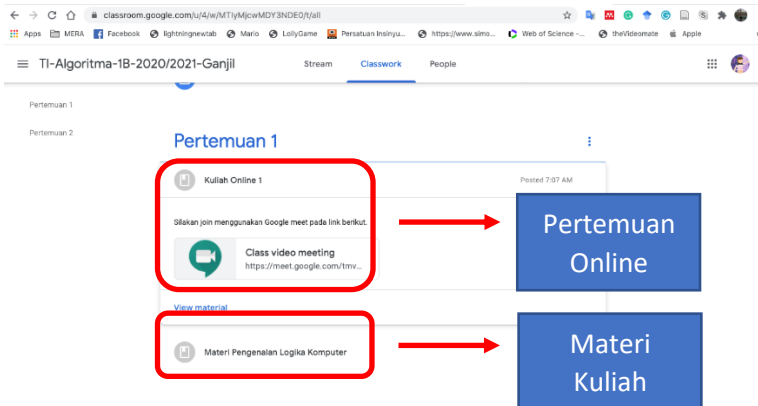 classroom.google.com/u/4/w/MTIyMjcwMDY3NDE0/t/all
Apps MERA Facebook lightningnewtab Mario LollyGame Persatuan Insinyu... https://www.simo... Web of Science -... theVideomate Apple
TI-Algoritma-1B-2020/2021-Ganjil Stream Classwork People
Pertemuan 1
Pertemuan 2
Pertemuan 1
Kuliah Online 1 Posted 7:07 AM
Silakan join menggunakan Google meet pada link berikut.
Class video meeting
https://meet.google.com/tmv...
Pertemuan
Online
View material
Materi Pengenalan Logika Komputer
Materi
Kuliah